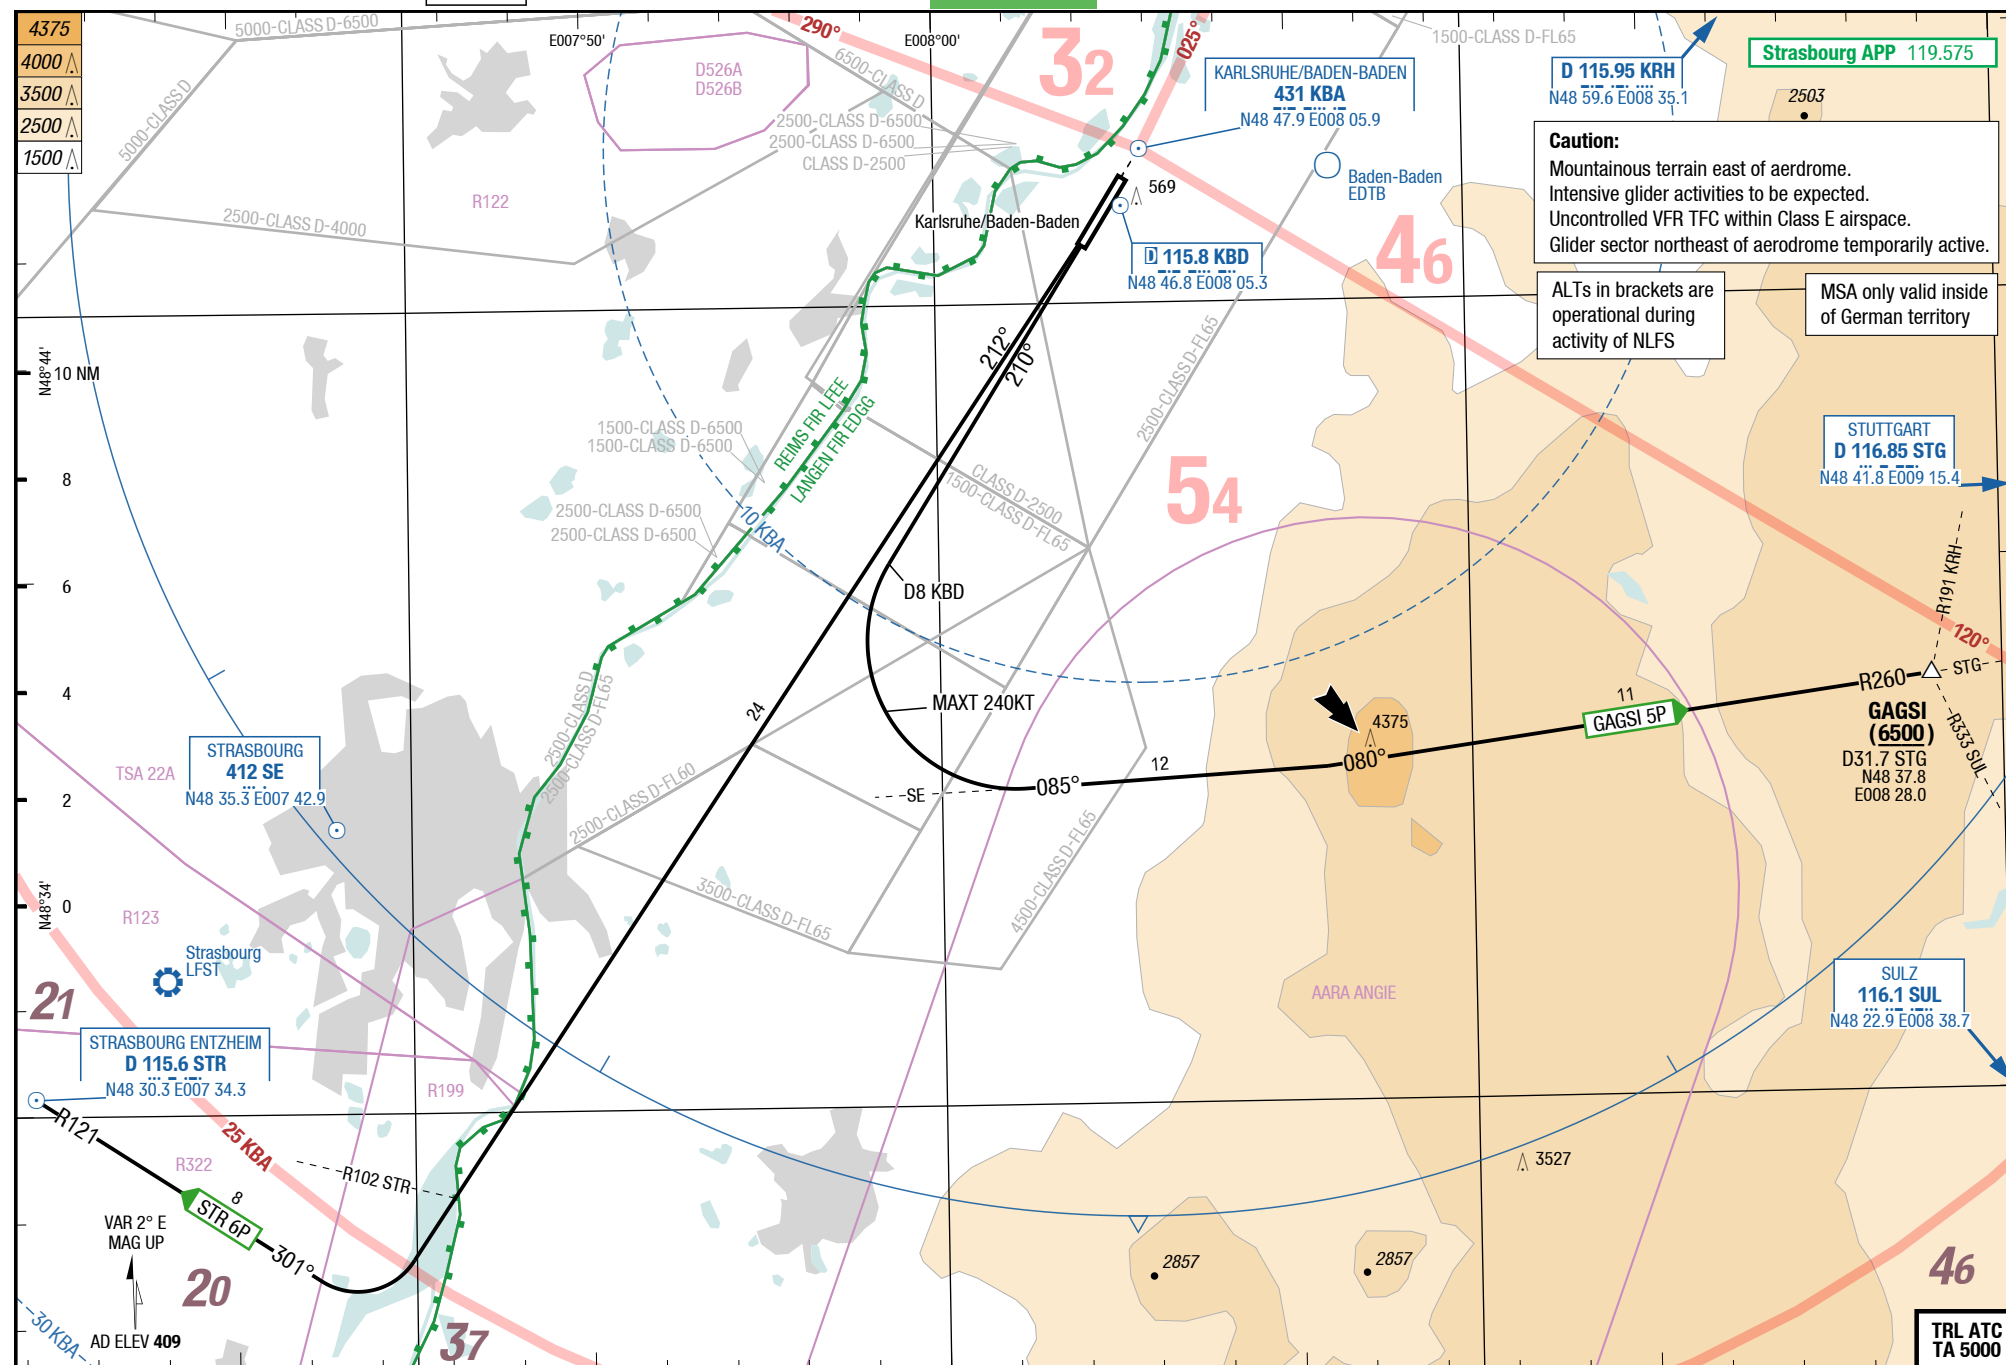 4375
4000
3500
2500
1500
5000-CLASS D-6500
5000-CLASS D
E007°50'
E008°00'
290°
025°
6500-CLASS D
32
D526A
D526B
2500-CLASS D-6500
2500-CLASS D-6500
CLASS D-2500
R122
2500-CLASS D-4000
KARLSRUHE/BADEN-BADEN
431 KBA
N48 47.9 E008 05.9
1500-CLASS D-FL65
D 115.95 KRH
N48 59.6 E008 35.1
Strasbourg APP 119.575
2503
Caution:
Mountainous terrain east of aerdrome.
Intensive glider activities to be expected.
Uncontrolled VFR TFC within Class E airspace.
Glider sector northeast of aerodrome temporarily active.
ALTs in brackets are
operational during
activity of NLFS
MSA only valid inside
of German territory
Baden-Baden
EDTB
569
Karlsruhe/Baden-Baden
D 115.8 KBD
N48 46.8 E008 05.3
46
N48°44'
10 NM
8
6
4
2
0
N48°34'
212°
210°
2500-CLASS D-FL65
REIMS FIR LFEE
LANGEN FIR EDGG
1500-CLASS D-6500
1500-CLASS D-6500
2500-CLASS D-6500
2500-CLASS D-6500
10 KBA
CLASS D-2500
1500-CLASS D-FL65
54
STUTTGART
D 116.85 STG
N48 41.8 E009 15.4
D8 KBD
MAXT 240KT
R191 KRH
120°
STG
R260
GAGSI
(6500)
D31.7 STG
N48 37.8
E008 28.0
R333 SUL
11
GAGSI 5P
4375
080°
12
085°
SE
24
2500-CLASS D
2500-CLASS D-FL65
2500-CLASS D-FL60
3500-CLASS D-FL65
4500-CLASS D-FL65
TSA 22A
STRASBOURG
412 SE
N48 35.3 E007 42.9
R123
Strasbourg
LFST
21
STRASBOURG ENTZHEIM
D 115.6 STR
N48 30.3 E007 34.3
R199
AARA ANGIE
SULZ
116.1 SUL
N48 22.9 E008 38.7
R121
25 KBA
R322
R102 STR
8
STR 6P
301°
VAR 2° E
MAG UP
AD ELEV 409
20
30 KBA
37
3527
2857
2857
46
TRL ATC
TA 5000